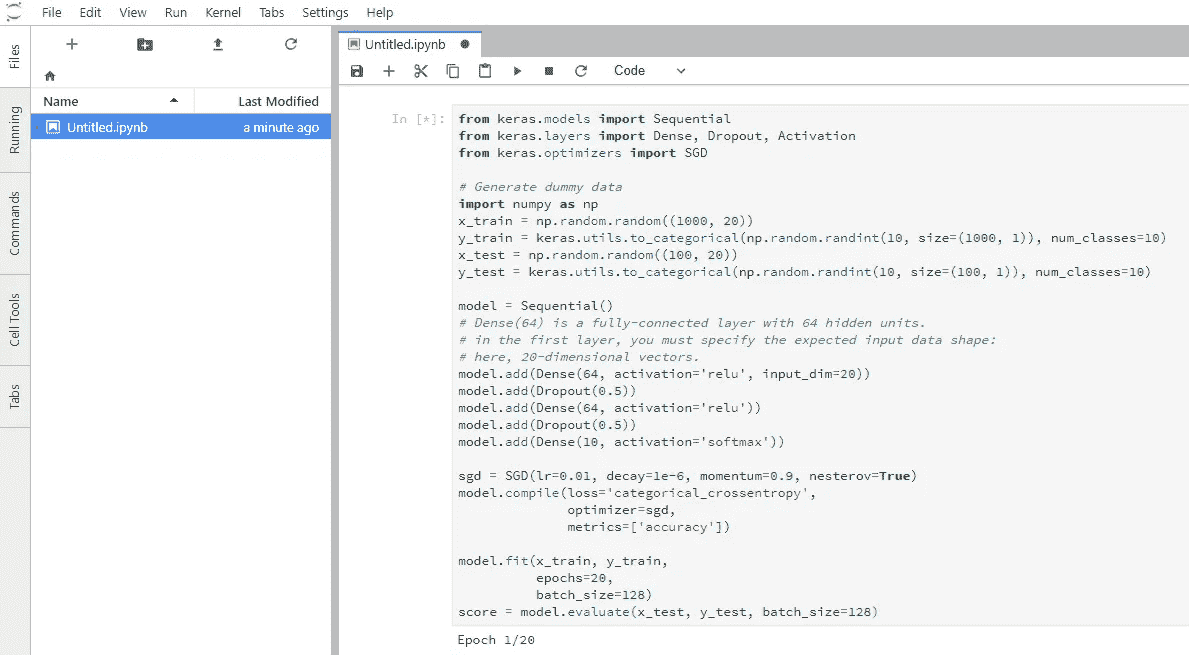 File Edit View Run Kernel Tabs Settings Help
Files
Running
Commands
Cell Tools
Tabs
Name Last Modified
Untitled.ipynb a minute ago
Untitled.ipynb
Code
In [*]:
from keras.models import Sequential
from keras.layers import Dense, Dropout, Activation
from keras.optimizers import SGD
# Generate dummy data
import numpy as np
x_train = np.random.random((1000, 20))
y_train = keras.utils.to_categorical(np.random.randint(10, size=(1000, 1)), num_classes=10)
x_test = np.random.random((100, 20))
y_test = keras.utils.to_categorical(np.random.randint(10, size=(100, 1)), num_classes=10)
model = Sequential()
# Dense(64) is a fully-connected layer with 64 hidden units.
# in the first layer, you must specify the expected input data shape:
# here, 20-dimensional vectors.
model.add(Dense(64, activation='relu', input_dim=20))
model.add(Dropout(0.5))
model.add(Dense(64, activation='relu'))
model.add(Dropout(0.5))
model.add(Dense(10, activation='softmax'))
sgd = SGD(lr=0.01, decay=1e-6, momentum=0.9, nesterov=True)
model.compile(loss='categorical_crossentropy',
optimizer=sgd,
metrics=['accuracy'])
model.fit(x_train, y_train,
epochs=20,
batch_size=128)
score = model.evaluate(x_test, y_test, batch_size=128)
Epoch 1/20